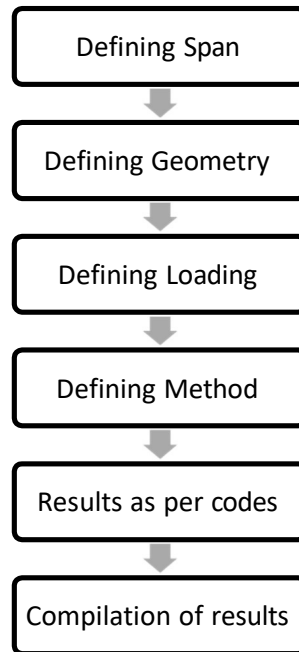 Defining Span
Defining Geometry
Defining Loading
Defining Method
Results as per codes
Compilation of results